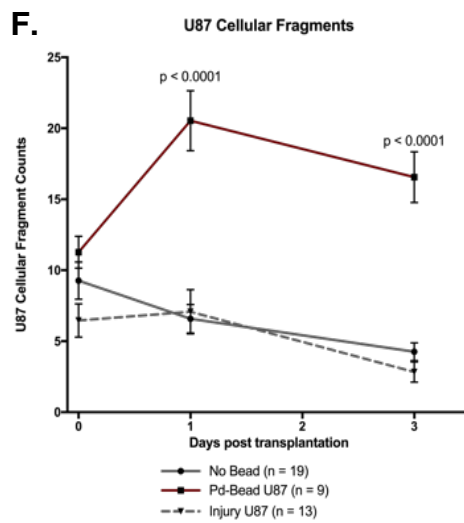 F.
U87 Cellular Fragments
25
20
15
10
5
0
U87 Cellular Fragment Counts
p < 0.0001
p < 0.0001
0 1 2 3
Days post transplantation
No Bead (n = 19)
Pd-Bead U87 (n = 9)
Injury U87 (n = 13)